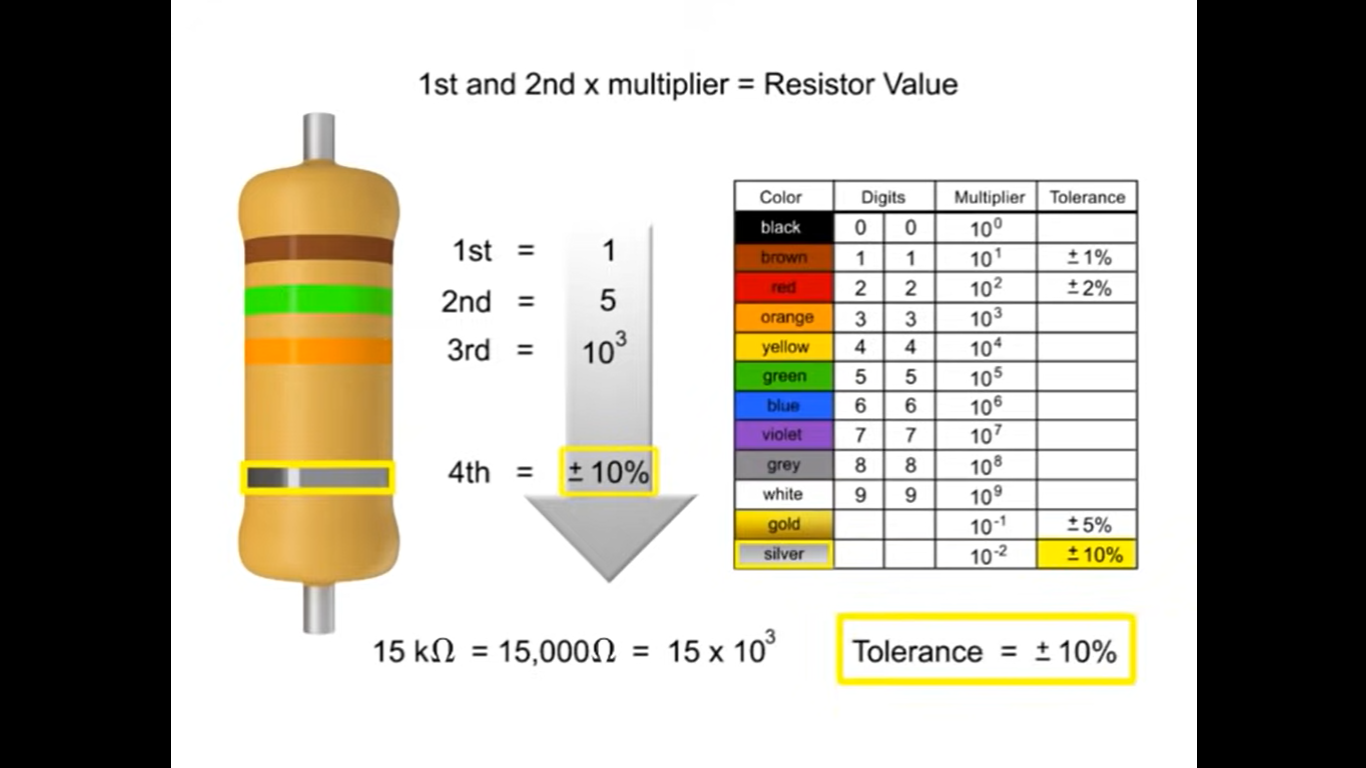 1st and 2nd x multiplier = Resistor Value
1st = 1
2nd = 5
3rd = 10³
4th = ± 10%
Color Digits Multiplier Tolerance
black 0 0 10⁰
brown 1 1 10¹ ± 1%
red 2 2 10² ± 2%
orange 3 3 10³
yellow 4 4 10⁴
green 5 5 10⁵
blue 6 6 10⁶
violet 7 7 10⁷
grey 8 8 10⁸
white 9 9 10⁹
gold 10⁻¹ ± 5%
silver 10⁻² ± 10%
15 kΩ = 15,000Ω = 15 x 10³
Tolerance = ± 10%